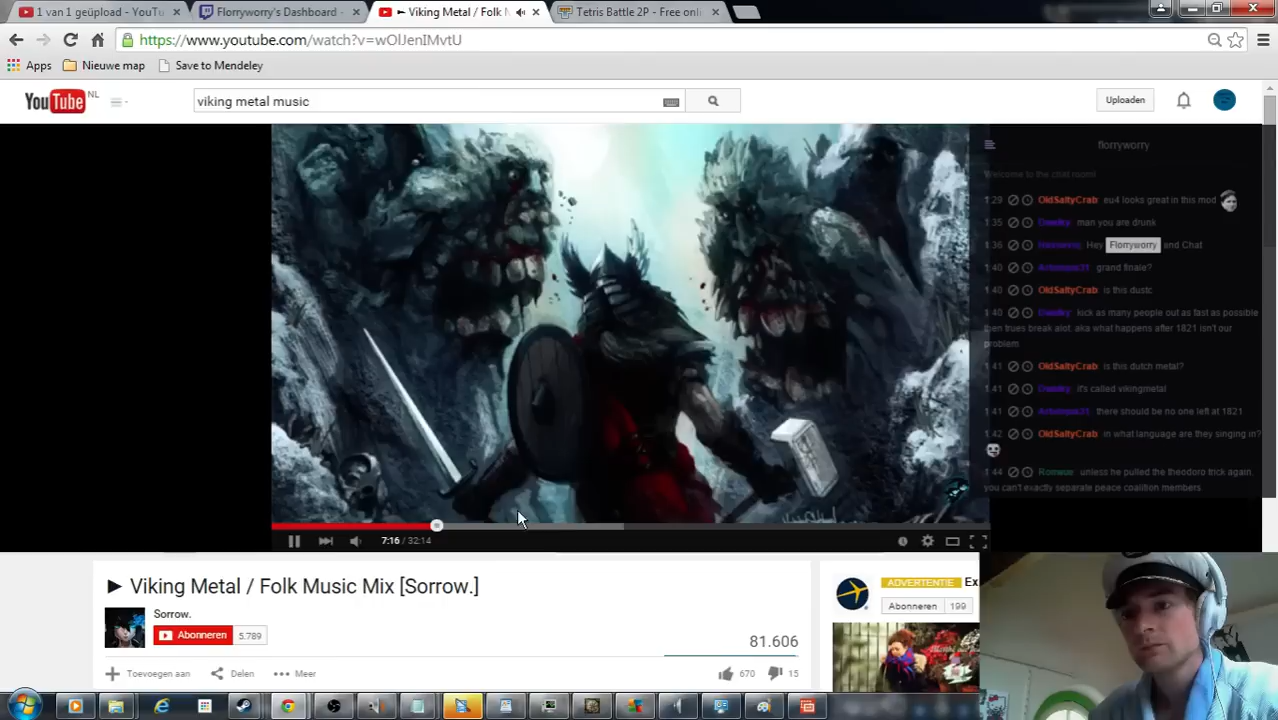 1 van 1 geüpload - YouTu
Florryworry's Dashboard -
► Viking Metal / Folk M
Tetris Battle 2P - Free onli
https://www.youtube.com/watch?v=wOlJenIMvtU
Apps
Nieuwe map
Save to Mendeley
YouTube NL
viking metal music
Uploaden
florryworry
Welcome to the chat room!
1:29 OldSaltyCrab: eu4 looks great in this mod
1:35 man you are drunk
1:36 Hey Florryworry and Chat
1:40 grand finale?
1:40 OldSaltyCrab: is this dustc
1:40 kick as many people out as fast as possible
then trues break alot. aka what happens after 1821 isn't our
problem
1:41 OldSaltyCrab: is this dutch metal?
1:41 it's called vikingmetal
1:41 there should be no one left at 1821
1:42 OldSaltyCrab: in what language are they singing in?
1:44 unless he pulled the theodoro trick again.
you can't exactly separate peace coalition members
7:16 / 32:14
► Viking Metal / Folk Music Mix [Sorrow.]
Sorrow.
Abonneren 5.789
81.606
Toevoegen aan
Delen
Meer
670
15
ADVERTENTIE Ex
Abonneren 199